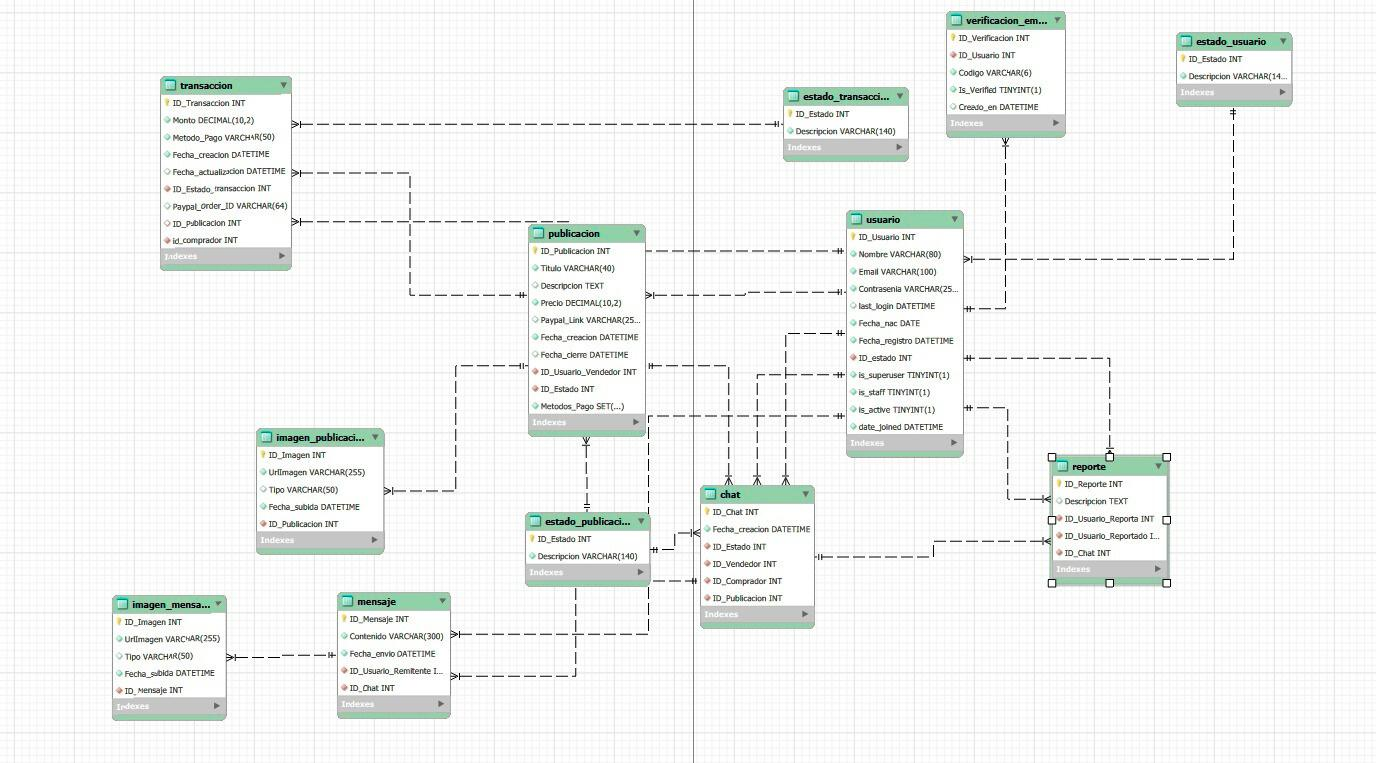 verificacion_em...
ID_Verificacion INT
ID_Usuario INT
Codigo VARCHAR(6)
Is_Verified TINYINT(1)
Creado_en DATETIME
Indexes
estado_usuario
ID_Estado INT
Descripcion VARCHAR(14...
Indexes
transaccion
ID_Transaccion INT
Monto DECIMAL(10,2)
Metodo_Pago VARCHAR(50)
Fecha_creacion DATETIME
Fecha_actualizacion DATETIME
ID_Estado_transaccion INT
Paypal_order_ID VARCHAR(64)
ID_Publicacion INT
id_comprador INT
Indexes
estado_transacci...
ID_Estado INT
Descripcion VARCHAR(140)
Indexes
publicacion
ID_Publicacion INT
Titulo VARCHAR(40)
Descripcion TEXT
Precio DECIMAL(10,2)
Paypal_Link VARCHAR(25...
Fecha_creacion DATETIME
Fecha_cierre DATETIME
ID_Usuario_Vendedor INT
ID_Estado INT
Metodos_Pago SET(...)
Indexes
usuario
ID_Usuario INT
Nombre VARCHAR(80)
Email VARCHAR(100)
Contrasenia VARCHAR(25...
last_login DATETIME
Fecha_nac DATE
Fecha_registro DATETIME
ID_estado INT
is_superuser TINYINT(1)
is_staff TINYINT(1)
is_active TINYINT(1)
date_joined DATETIME
Indexes
imagen_publicaci...
ID_Imagen INT
UrlImagen VARCHAR(255)
Tipo VARCHAR(50)
Fecha_subida DATETIME
ID_Publicacion INT
Indexes
reporte
ID_Reporte INT
Descripcion TEXT
ID_Usuario_Reporta INT
ID_Usuario_Reportado I...
ID_Chat INT
Indexes
estado_publicaci...
ID_Estado INT
Descripcion VARCHAR(140)
Indexes
chat
ID_Chat INT
Fecha_creacion DATETIME
ID_Estado INT
ID_Vendedor INT
ID_Comprador INT
ID_Publicacion INT
Indexes
imagen_mensa...
ID_Imagen INT
UrlImagen VARCHAR(255)
Tipo VARCHAR(50)
Fecha_subida DATETIME
ID_Mensaje INT
Indexes
mensaje
ID_Mensaje INT
Contenido VARCHAR(300)
Fecha_envio DATETIME
ID_Usuario_Remitente I...
ID_Chat INT
Indexes